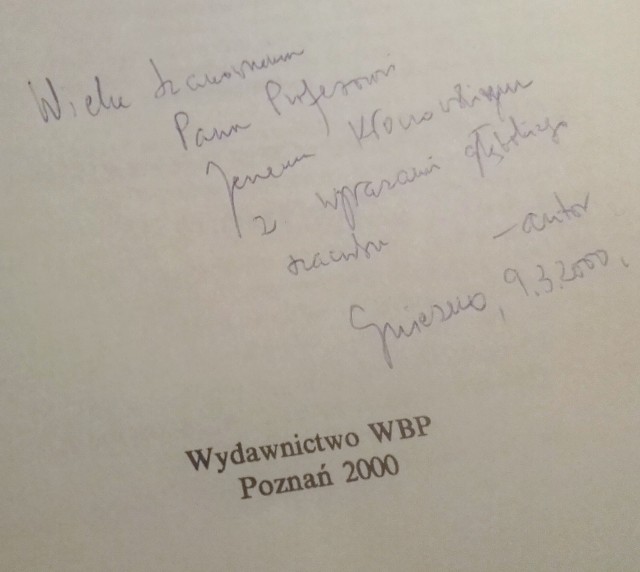 Wielce szanownemu
Panu Profesorowi
Jerzemu
z wyrazami głębokiego
szacunku – autor
Gniezno, 9.3.2000.
Wydawnictwo WBP
Poznań 2000